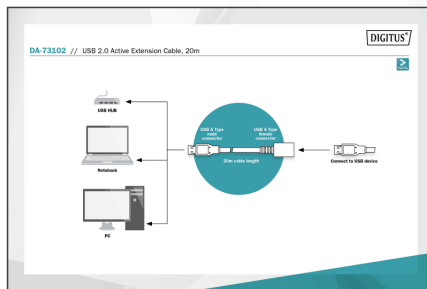 DIGITUS®
DA-73102 // USB 2.0 Active Extension Cable, 20m
USB HUB
USB A Type
male
connector
USB A Type
female
connector
20m cable length
Notebook
Connect to USB device
PC